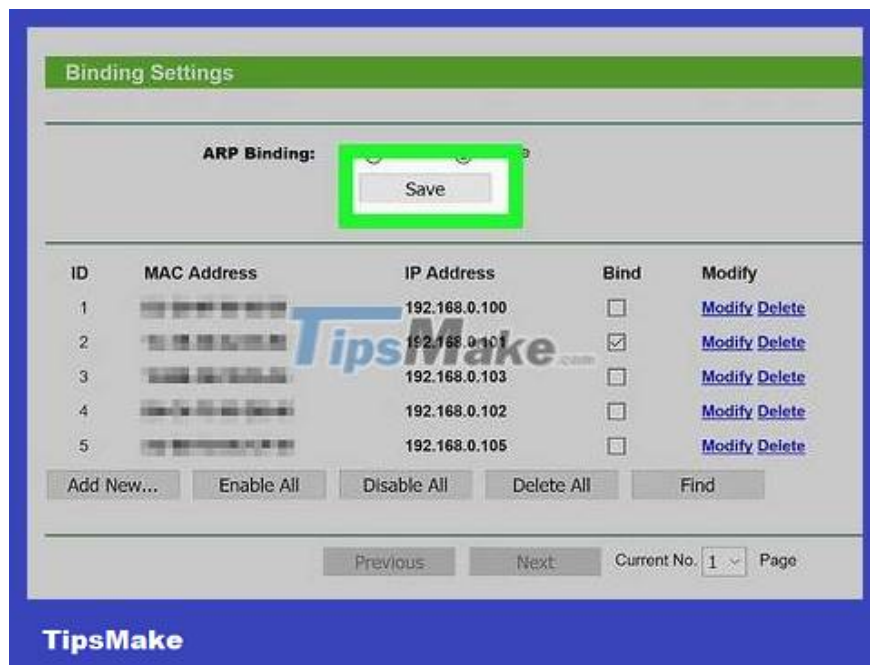 Binding Settings
ARP Binding:
Save
ID MAC Address IP Address Bind Modify
1 192.168.0.100 Modify Delete
2 192.168.0.101 Modify Delete
3 192.168.0.103 Modify Delete
4 192.168.0.102 Modify Delete
5 192.168.0.105 Modify Delete
Add New... Enable All Disable All Delete All Find
Previous Next Current No. 1 Page
TipsMake.com
TipsMake